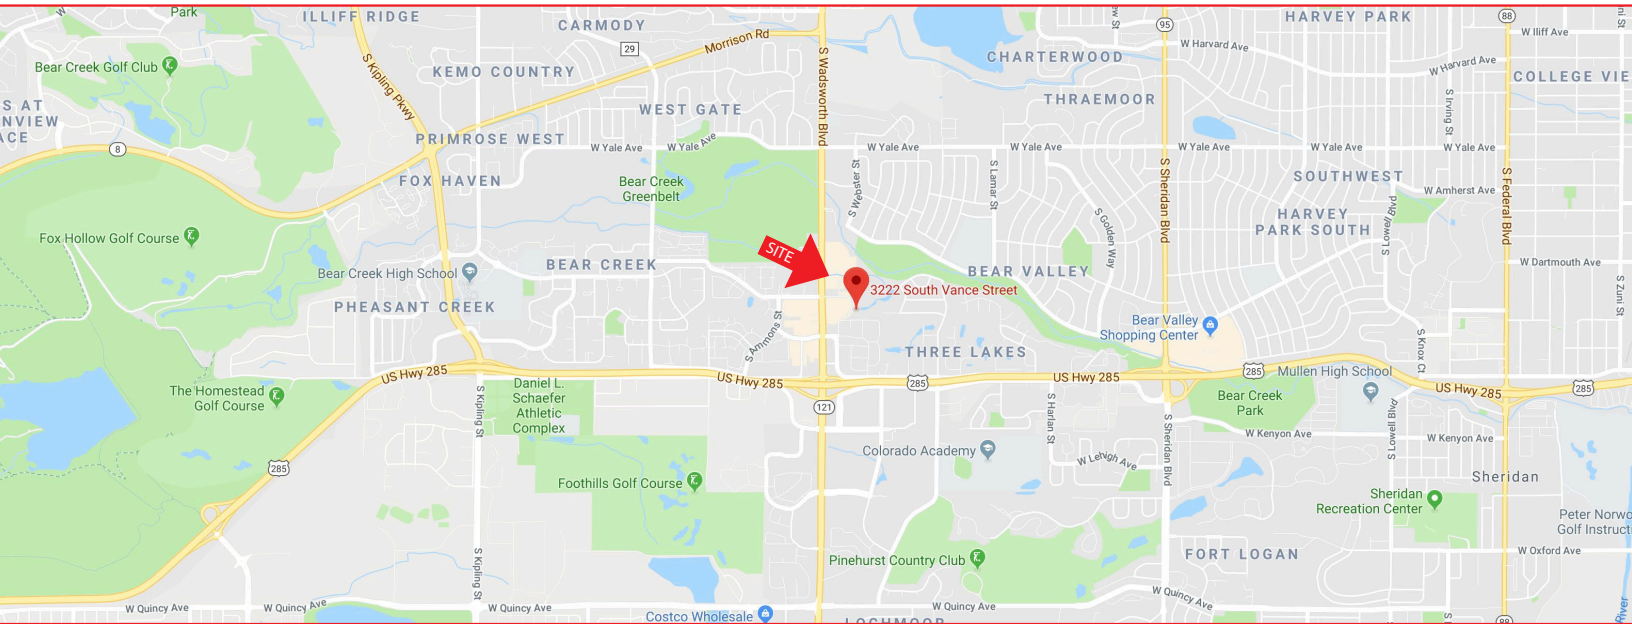 Park
ILLIFF RIDGE
CARMODY
HARVEY PARK
88
95
W Iliff Ave
Morrison Rd
29
W Harvard Ave
S Wadsworth Blvd
Bear Creek Golf Club
S Kipling Pkwy
KEMO COUNTRY
CHARTERWOOD
W Harvard Ave
COLLEGE VIE
S AT
NVIEW
ACE
WEST GATE
THRAEMOOR
S Irving St
PRIMROSE WEST
8
W Yale Ave
W Yale Ave
W Yale Ave
W Yale Ave
W Yale Ave
W Yale Ave
FOX HAVEN
Bear Creek
Greenbelt
S Webster St
S Lamar St
S Sheridan Blvd
SOUTHWEST
W Amherst Ave
S Federal Blvd
Fox Hollow Golf Course
S Golden Way
HARVEY
PARK SOUTH
S Lowell Blvd
SITE
Bear Creek High School
BEAR CREEK
BEAR VALLEY
W Dartmouth Ave
S Zuni St
3222 South Vance Street
PHEASANT CREEK
S Ammons St
Bear Valley
Shopping Center
THREE LAKES
S Knox Ct
US Hwy 285
US Hwy 285
285
US Hwy 285
285
Mullen High School
US Hwy 285
285
The Homestead
Golf Course
S Kipling St
Daniel L.
Schaefer
Athletic
Complex
121
S Harlan St
Bear Creek
Park
S Sheridan Blvd
W Kenyon Ave
S Lowell Blvd
W Kenyon Ave
285
Colorado Academy
W Lehigh Ave
Sheridan
Foothills Golf Course
Sheridan
Recreation Center
Peter Norwo
Golf Instruct
S Kipling St
Pinehurst Country Club
FORT LOGAN
W Oxford Ave
W Quincy Ave
W Quincy Ave
W Quincy Ave
Costco Wholesale
W Quincy Ave
W Quincy Ave
LOCHMOOR
88
River